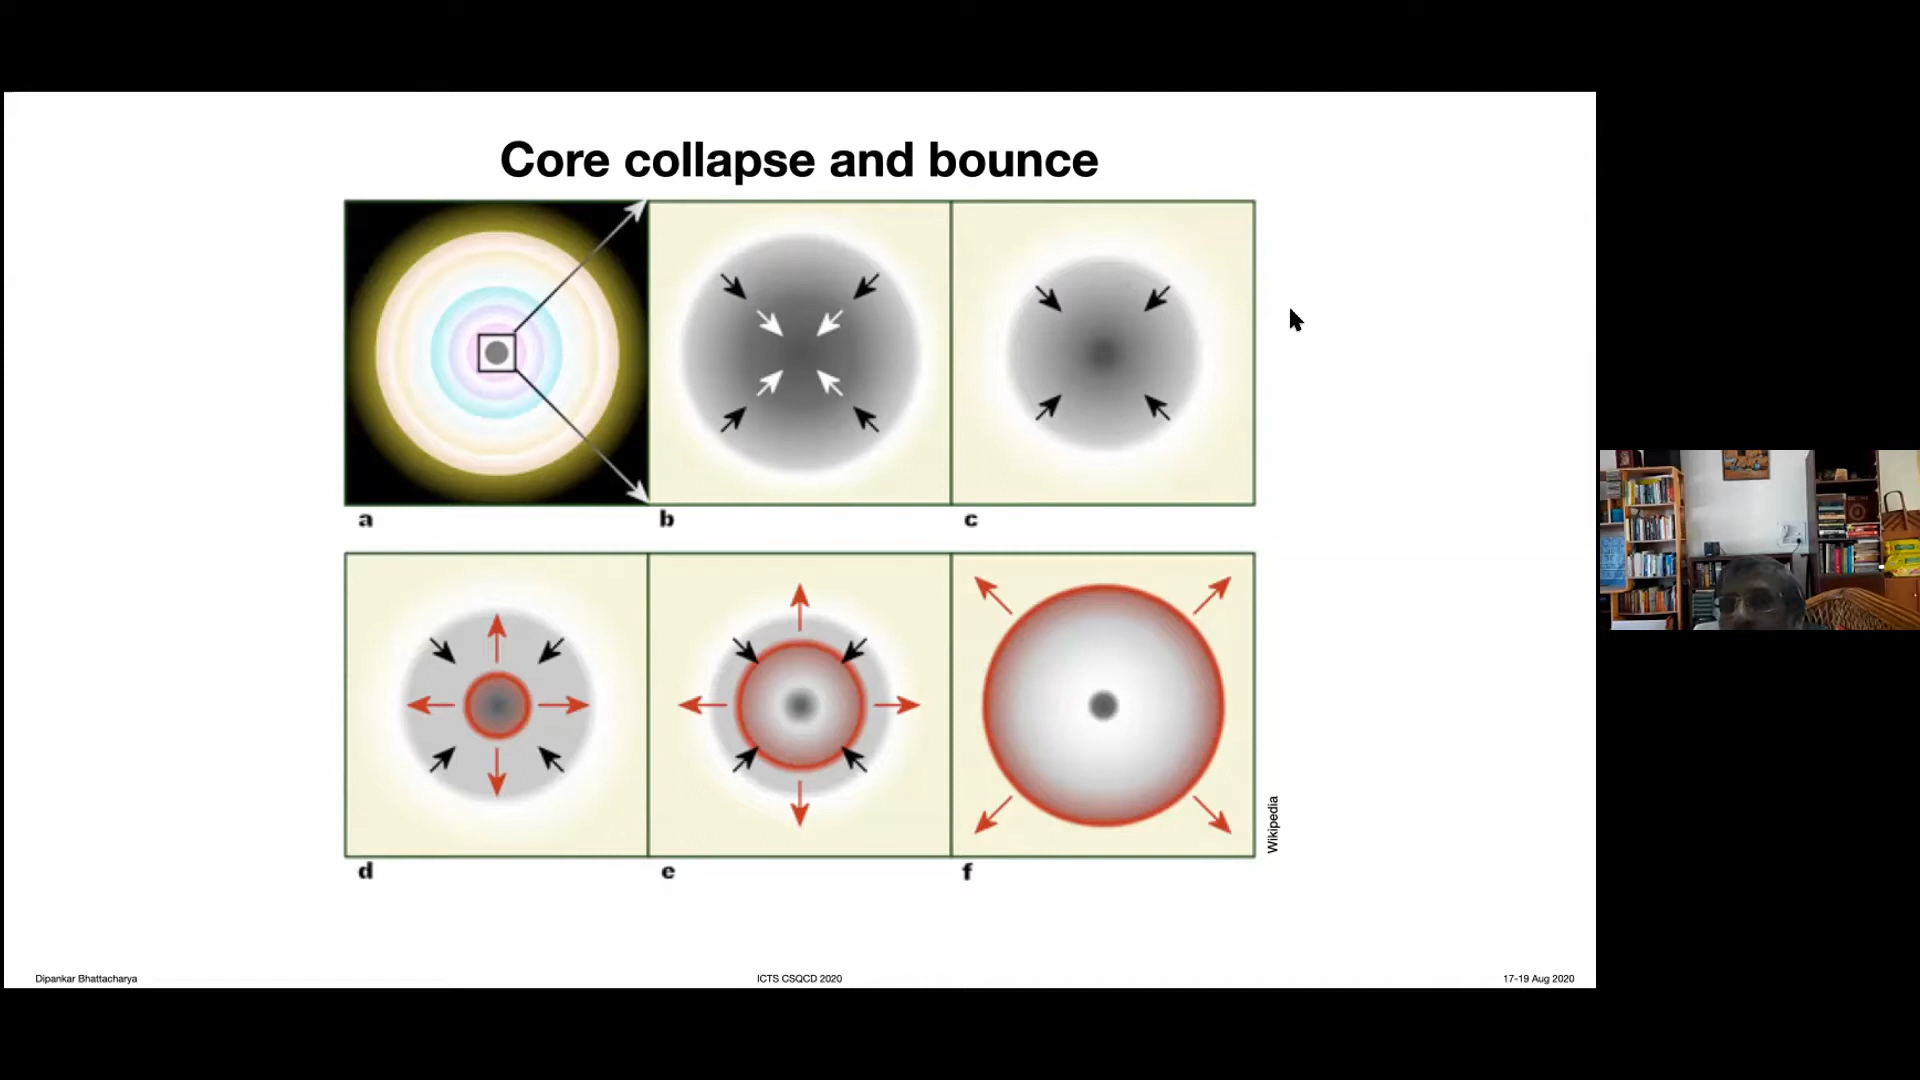 Core collapse and bounce
a
b
c
d
e
f
Wikipedia
Dipankar Bhattacharya
ICTS CSQCD 2020
17-19 Aug 2020